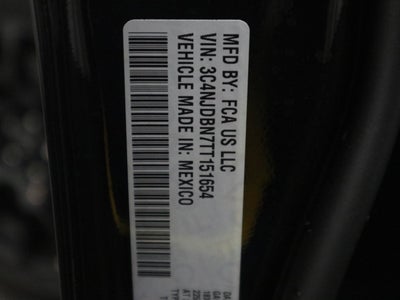 MFD BY: FCA US LLC
VIN: 3C4NJDBN7TT151654
VEHICLE MADE IN: MEXICO